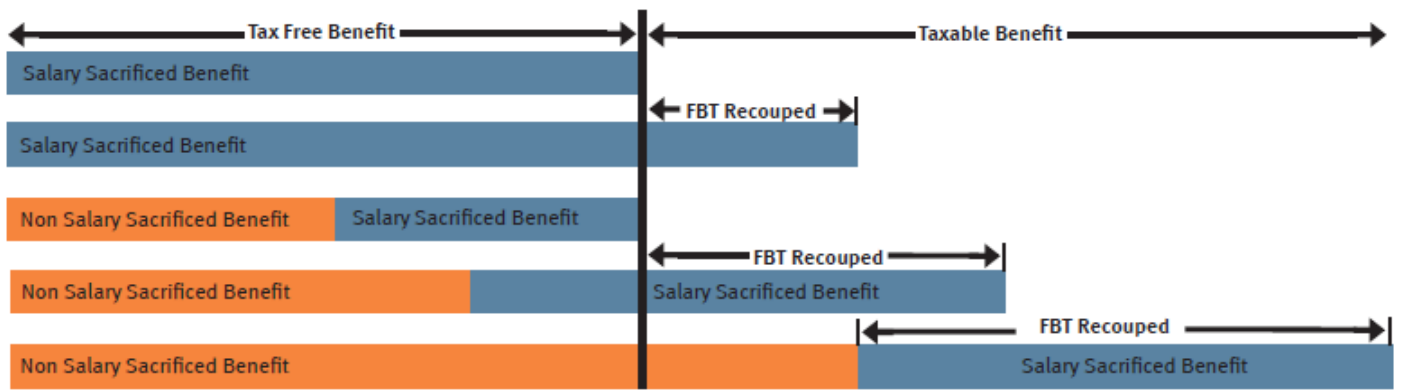 Tax Free Benefit
Taxable Benefit
Salary Sacrificed Benefit
FBT Recouped
Salary Sacrificed Benefit
Non Salary Sacrificed Benefit
Salary Sacrificed Benefit
FBT Recouped
Non Salary Sacrificed Benefit
Salary Sacrificed Benefit
FBT Recouped
Non Salary Sacrificed Benefit
Salary Sacrificed Benefit